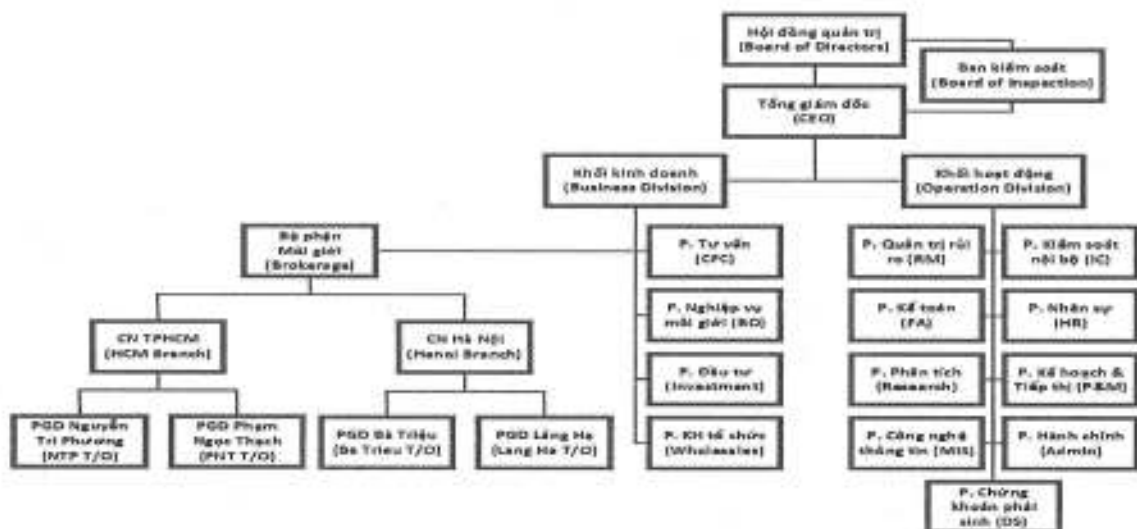 Hội đồng quản trị
(Board of Directors)
Ban kiểm soát
(Board of Inspection)
Tổng giám đốc
(CEO)
Khối kinh doanh
(Business Division)
Khối hoạt động
(Operation Division)
Bộ phận
Môi giới
(Brokerage)
P. Tư vấn
(CFC)
P. Quản trị rủi
ro (RM)
P. Kiểm soát
nội bộ (IC)
CN TPHCM
(HCM Branch)
CN Hà Nội
(Hanoi Branch)
P. Nghiệp vụ
môi giới (BO)
P. Kế toán
(FA)
P. Nhân sự
(HR)
P. Đầu tư
(Investment)
P. Phân tích
(Research)
P. Kế hoạch &
Tiếp thị (P&M)
PGD Nguyễn
Tri Phương
(NTP T/O)
PGD Phạm
Ngọc Thạch
(PNT T/O)
PGD Bà Triệu
(Ba Trieu T/O)
PGD Láng Hạ
(Lang Ha T/O)
P. KH tổ chức
(Wholesales)
P. Công nghệ
thông tin (MIS)
P. Hành chính
(Admin)
P. Chứng
khoán phái
sinh (DS)